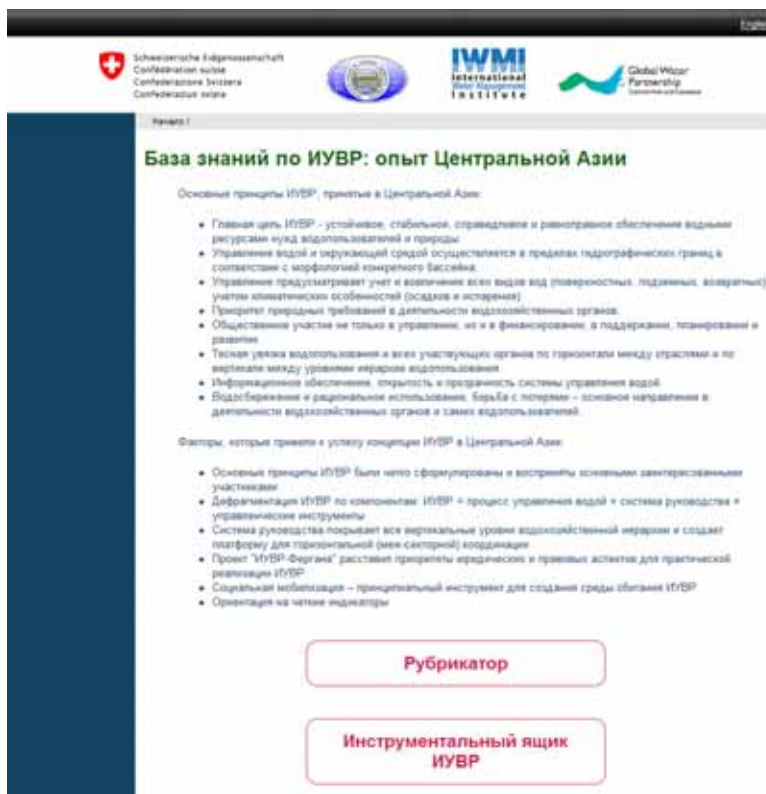 English
Schweizerische Eidgenossenschaft
Confédération suisse
Confederazione Svizzera
Confederaziun svizra
IWMI
International
Water Management
Institute
Global Water
Partnership
Начало /
База знаний по ИУВР: опыт Центральной Азии
Основные принципы ИУВР, принятые в Центральной Азии:
Главная цель ИУВР - устойчивое, стабильное, справедливое и равноправное обеспечение водными
ресурсами нужд водопользователей и природы
Управление водой и окружающей средой осуществляется в пределах гидрографических границ в
соответствии с морфологией конкретного бассейна;
Управление предусматривает учет и вовлечение всех видов вод (поверхностных, подземных, возвратных)
учетом климатических особенностей (осадков и испарения)
Приоритет природных требований в деятельности водохозяйственных органов.
Общественное участие не только в управлении, но и в финансировании, в поддержании, планировании и
развитии
Тесная увязка водопользования и всех участвующих органов по горизонтали между отраслями и по
вертикали между уровнями иерархии водопользования
Информационное обеспечение, открытость и прозрачность системы управления водой
Водосбережение и рациональное использование, борьба с потерями – основное направление в
деятельности водохозяйственных органов и самих водопользователей.
Факторы, которые привели к успеху концепции ИУВР в Центральной Азии:
Основные принципы ИУВР были четко сформулированы и восприняты основными заинтересованными
участниками
Дефрагментация ИУВР по компонентам: ИУВР = процесс управления водой + система руководства +
управленческие инструменты
Система руководства покрывает все вертикальные уровни водохозяйственной иерархии и создает
платформу для горизонтальной (меж-секторной) координации
Проект "ИУВР-Фергана" расставил приоритеты юридических и правовых аспектов для практической
реализации ИУВР
Социальная мобилизация – принципиальный инструмент для создания среды обитания ИУВР
Ориентация на четкие индикаторы
Рубрикатор
Инструментальный ящик
ИУВР